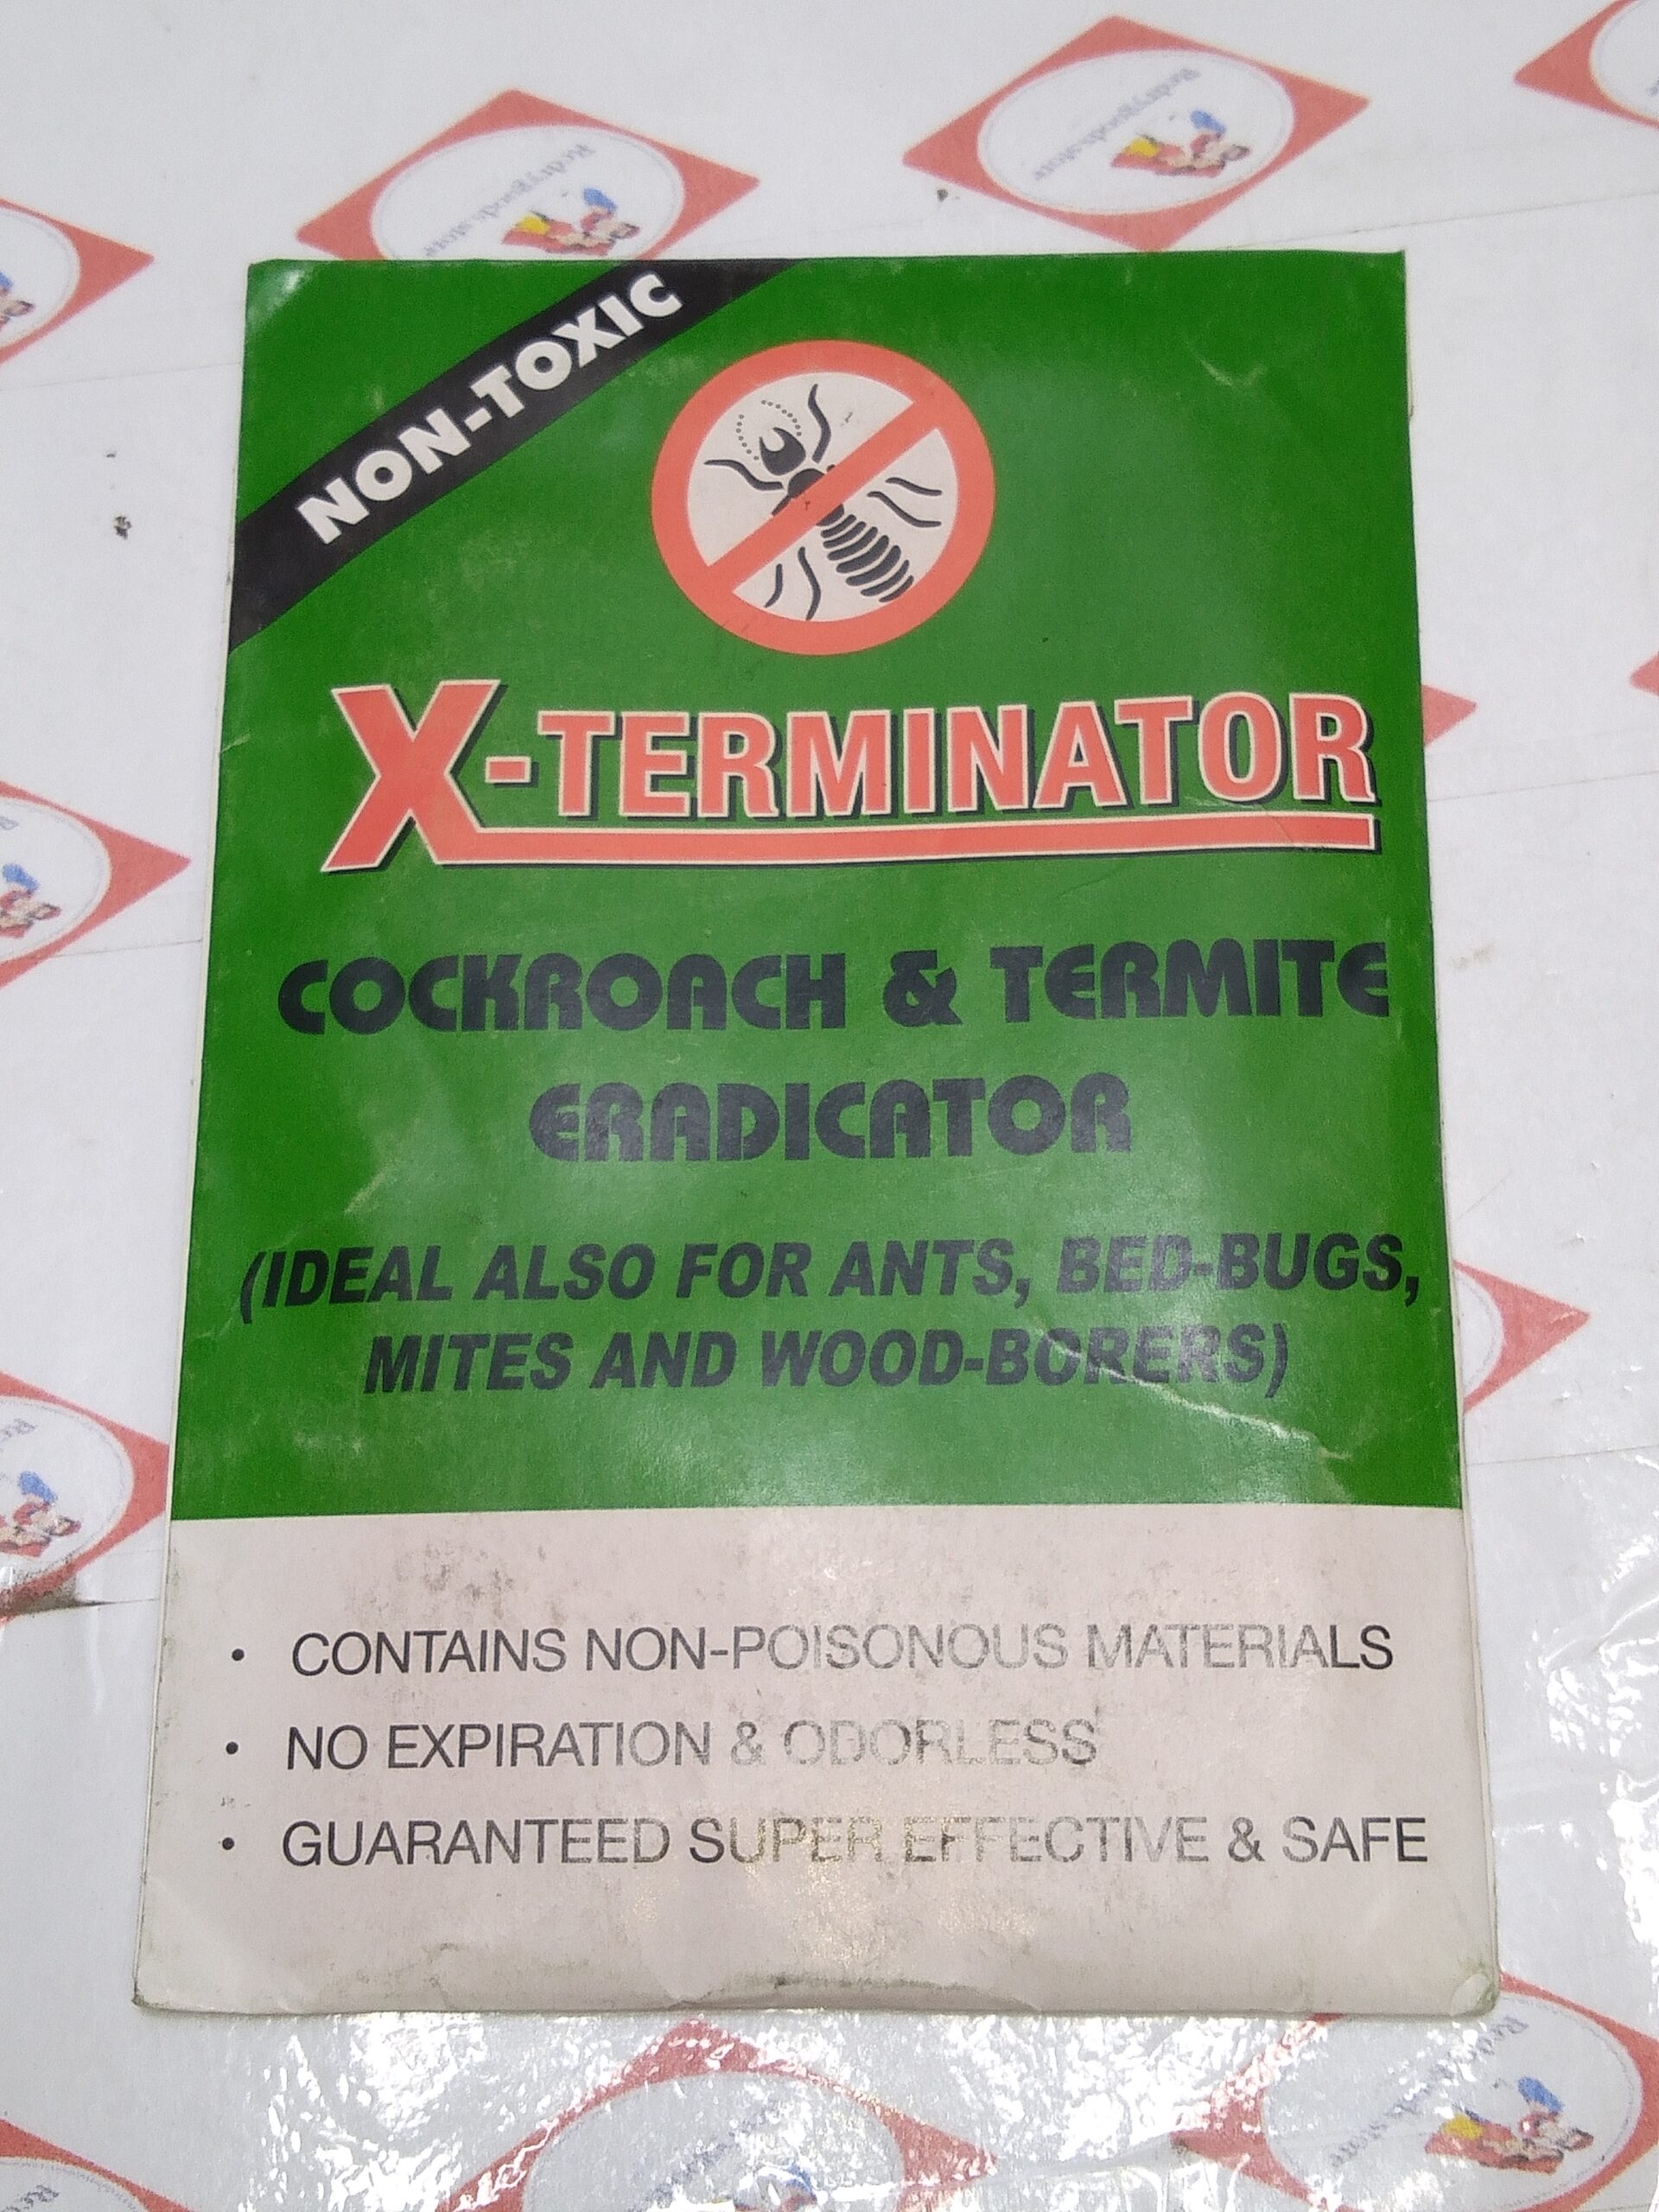 NON-TOXIC
X-TERMINATOR
COCKROACH & TERMITE
ERADICATOR
(IDEAL ALSO FOR ANTS, BED-BUGS,
MITES AND WOOD-BORERS)
• CONTAINS NON-POISONOUS MATERIALS
• NO EXPIRATION & ODORLESS
• GUARANTEED SUPER EFFECTIVE & SAFE